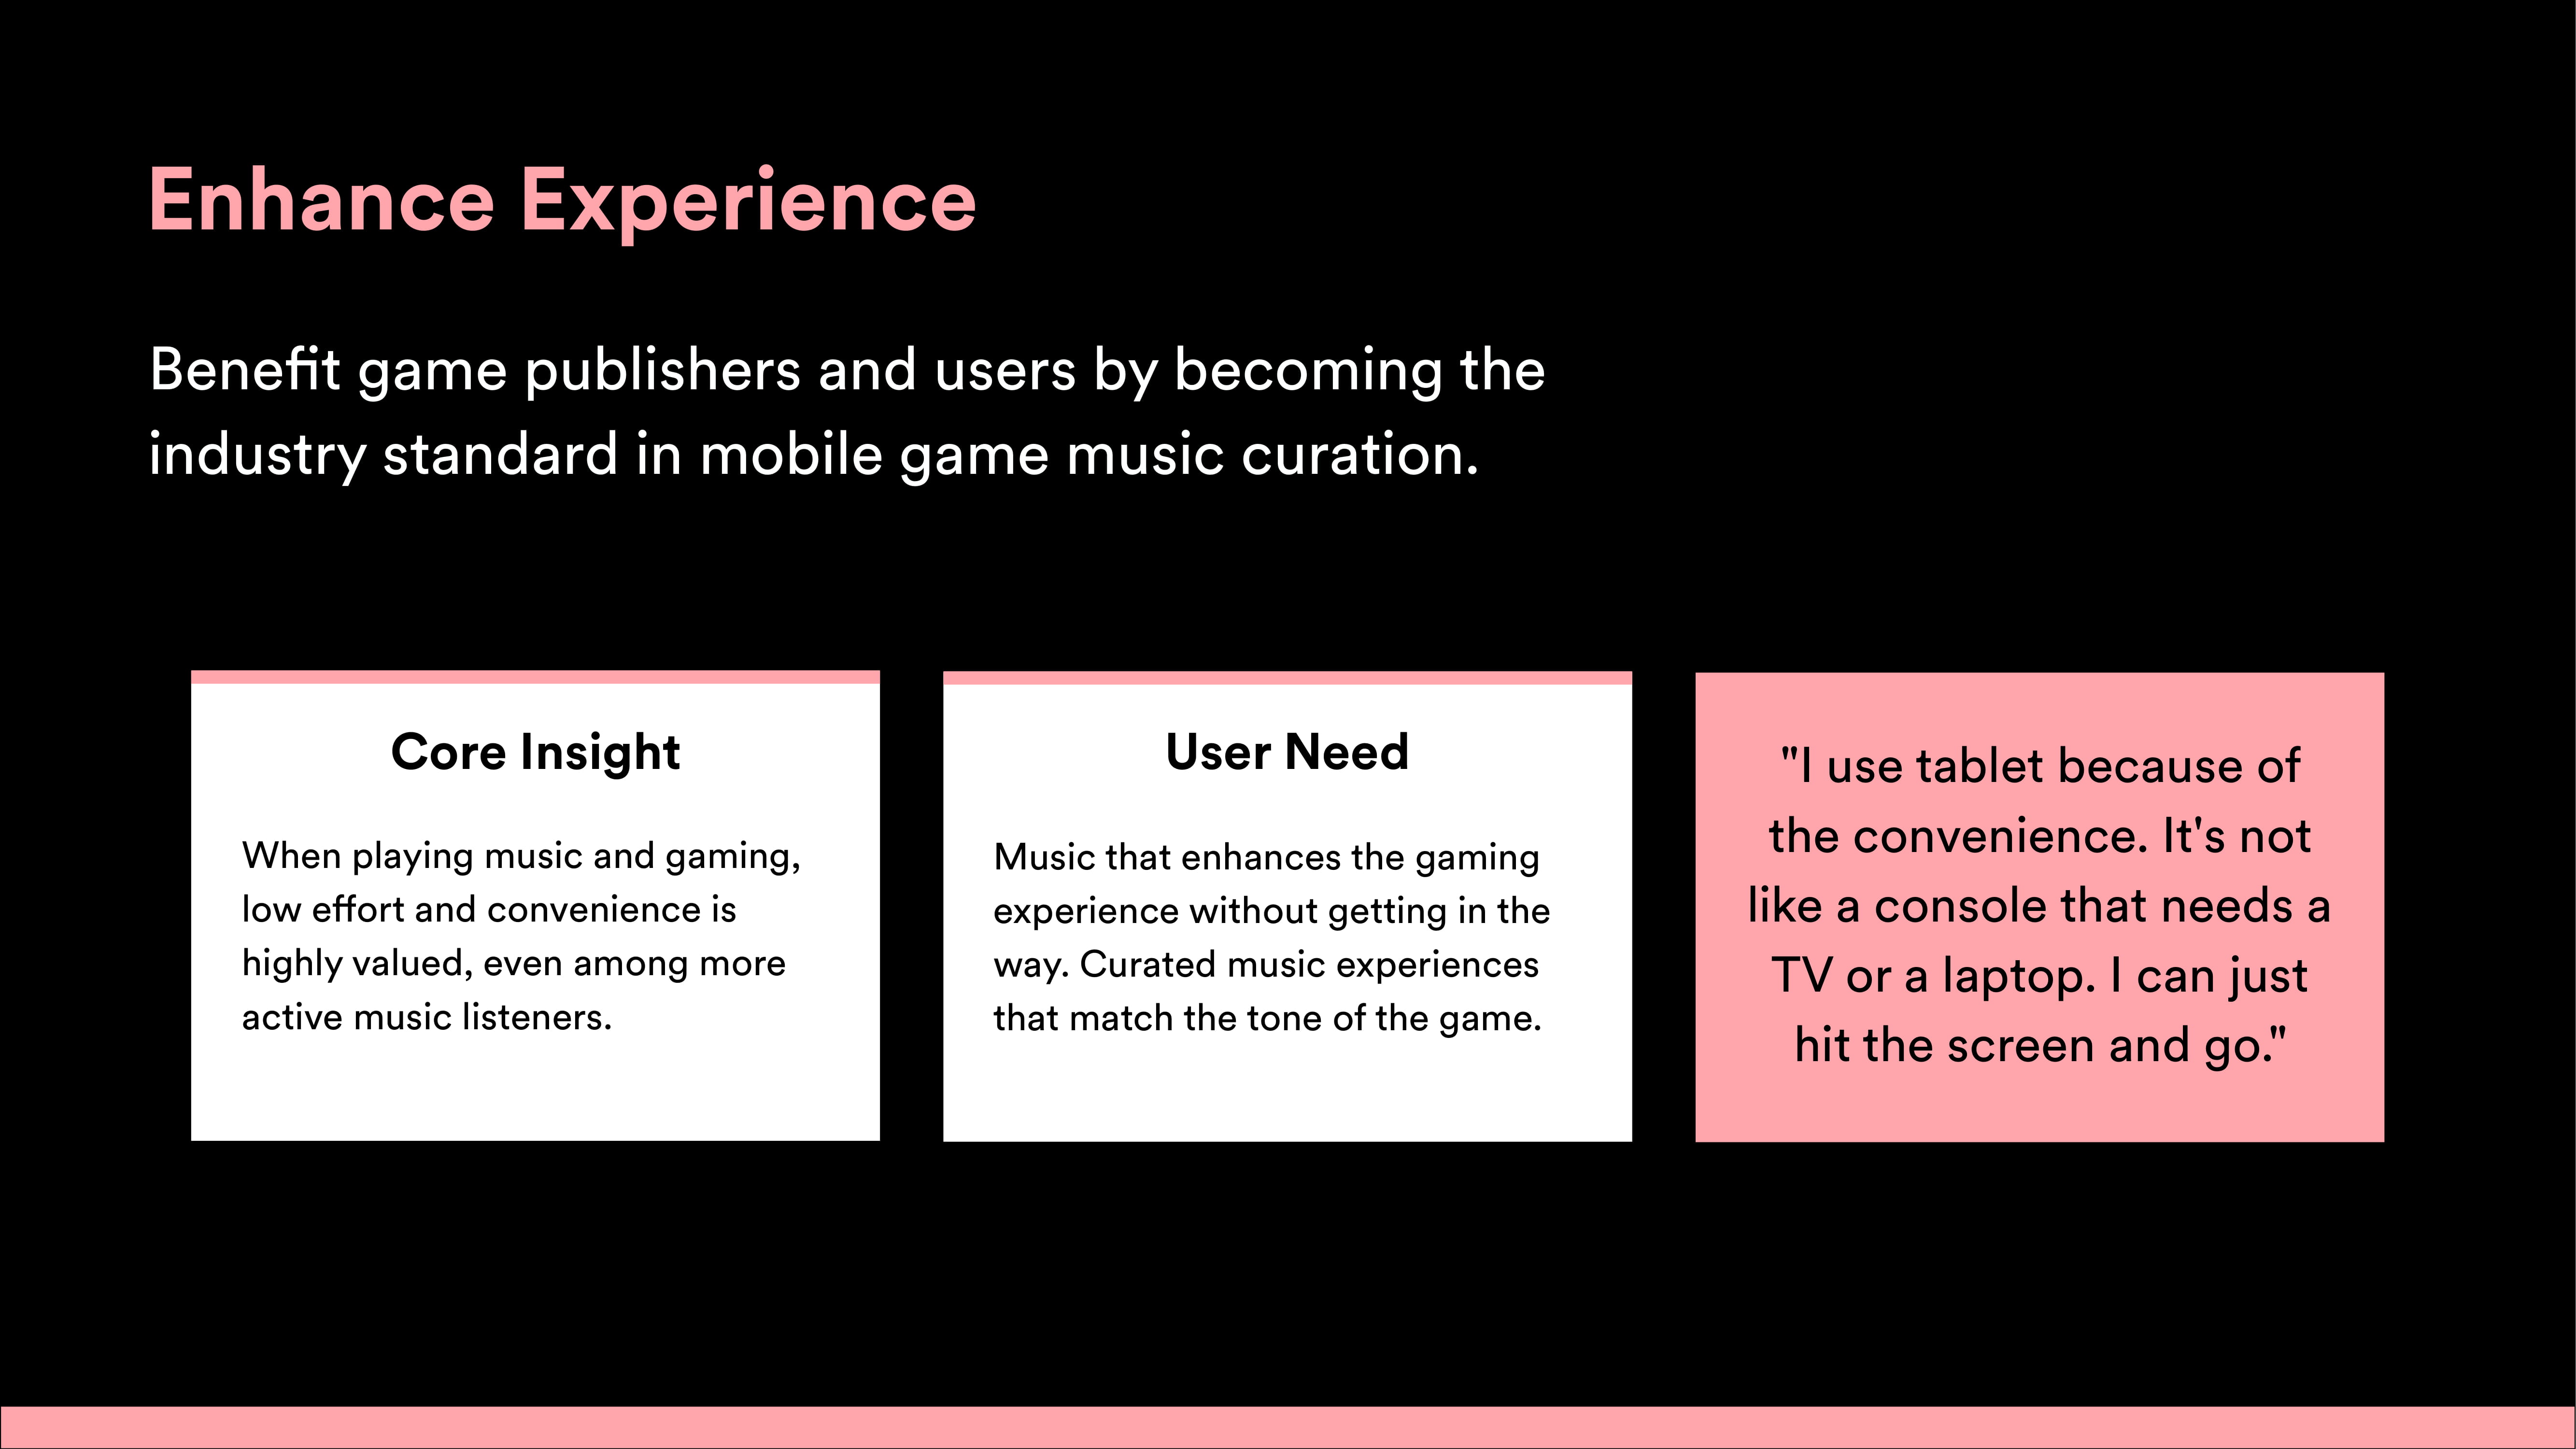 Enhance Experience
Benefit game publishers and users by becoming the
industry standard in mobile game music curation.
Core Insight
When playing music and gaming,
low effort and convenience is
highly valued, even among more
active music listeners.
User Need
Music that enhances the gaming
experience without getting in the
way. Curated music experiences
that match the tone of the game.
"I use tablet because of
the convenience. It's not
like a console that needs a
TV or a laptop. I can just
hit the screen and go."